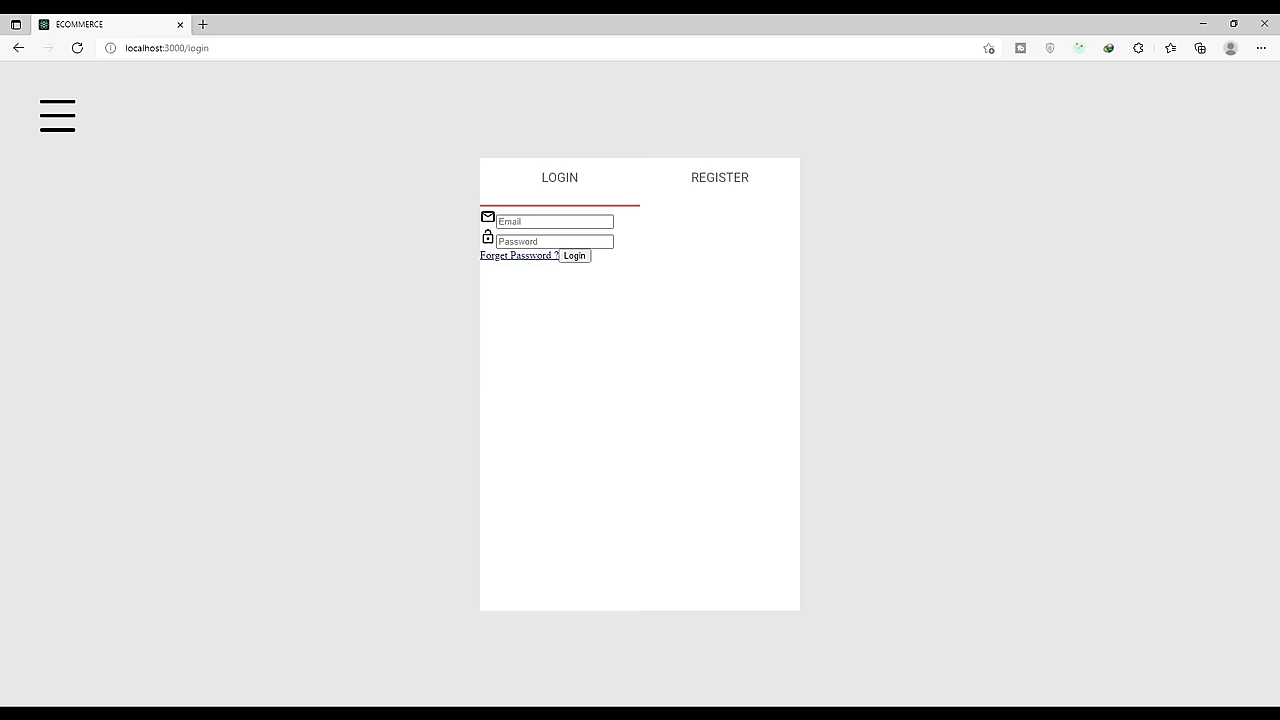 ECOMMERCE
localhost:3000/login
LOGIN REGISTER
Email
Password
Forget Password ? Login